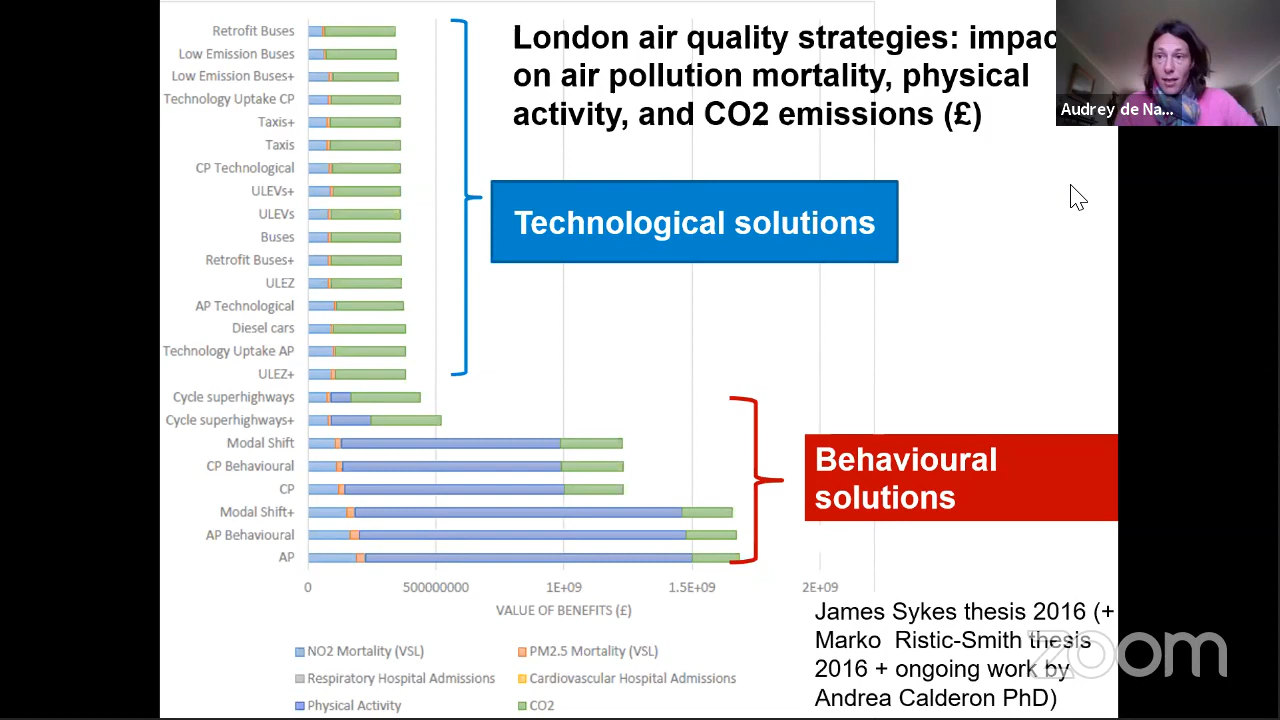 London air quality strategies: impac
on air pollution mortality, physical
activity, and CO2 emissions (£)
Audrey de Na...
Retrofit Buses
Low Emission Buses
Low Emission Buses+
Technology Uptake CP
Taxis+
Taxis
CP Technological
ULEVs+
ULEVs
Buses
Retrofit Buses+
ULEZ
AP Technological
Diesel cars
Technology Uptake AP
ULEZ+
Cycle superhighways
Cycle superhighways+
Modal Shift
CP Behavioural
CP
Modal Shift+
AP Behavioural
AP
Technological solutions
Behavioural
solutions
0 500000000 1E+09 1.5E+09 2E+09
VALUE OF BENEFITS (£)
NO2 Mortality (VSL) PM2.5 Mortality (VSL)
Respiratory Hospital Admissions Cardiovascular Hospital Admissions
Physical Activity CO2
James Sykes thesis 2016 (+
Marko Ristic-Smith thesis
2016 + ongoing work by
Andrea Calderon PhD)
zoom